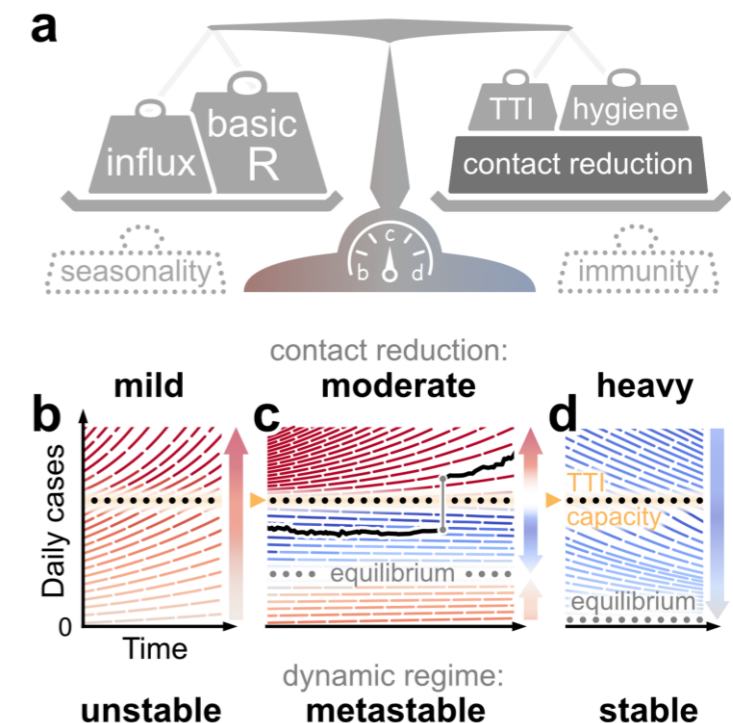 a
influx
basic
R
TTI
hygiene
contact reduction
seasonality
b c d
immunity
contact reduction:
mild
moderate
heavy
b
c
d
Daily cases
TTI
capacity
equilibrium
equilibrium
0
Time
dynamic regime:
unstable
metastable
stable